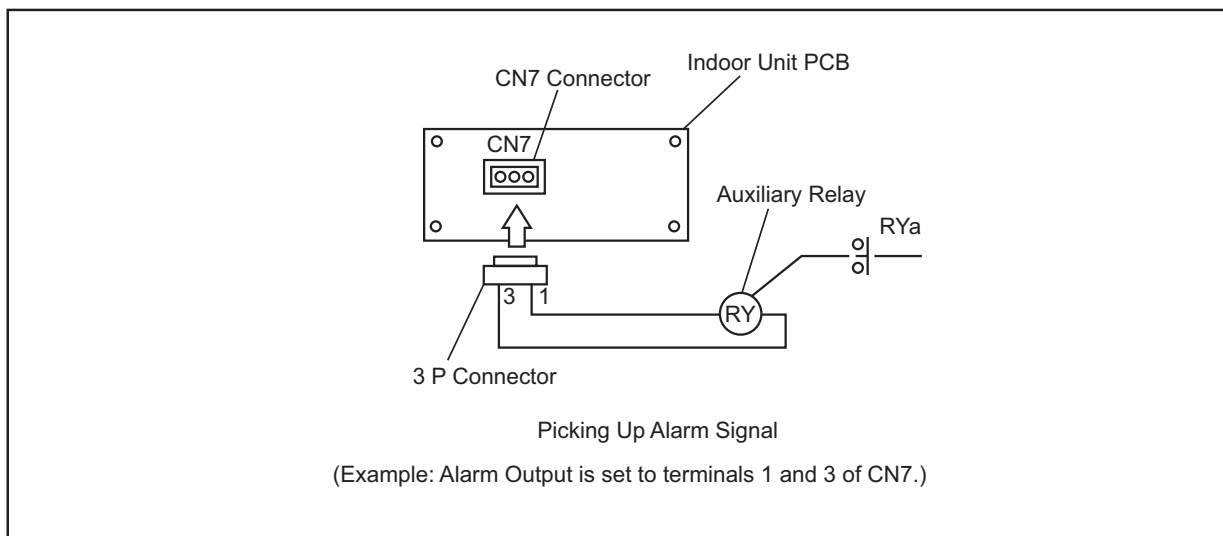 Indoor Unit PCB
CN7 Connector
CN7
Auxiliary Relay
RYa
3 1
RY
3 P Connector
Picking Up Alarm Signal
(Example: Alarm Output is set to terminals 1 and 3 of CN7.)